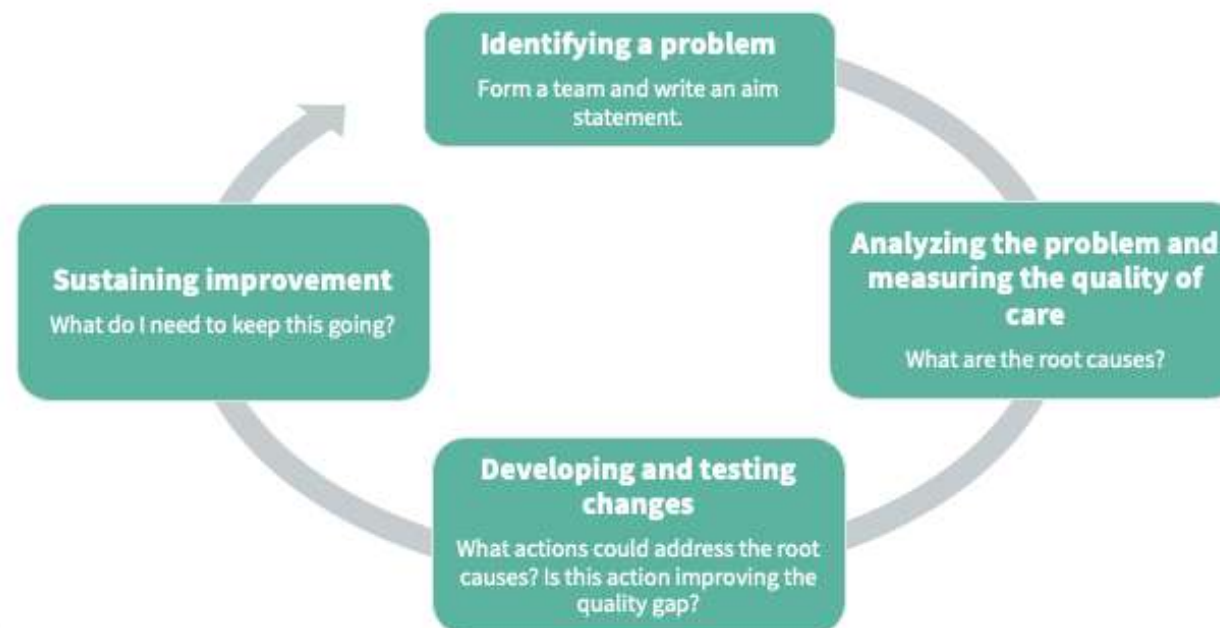 Identifying a problem
Form a team and write an aim
statement.
Analyzing the problem and
measuring the quality of
care
What are the root causes?
Developing and testing
changes
What actions could address the root
causes? Is this action improving the
quality gap?
Sustaining improvement
What do I need to keep this going?